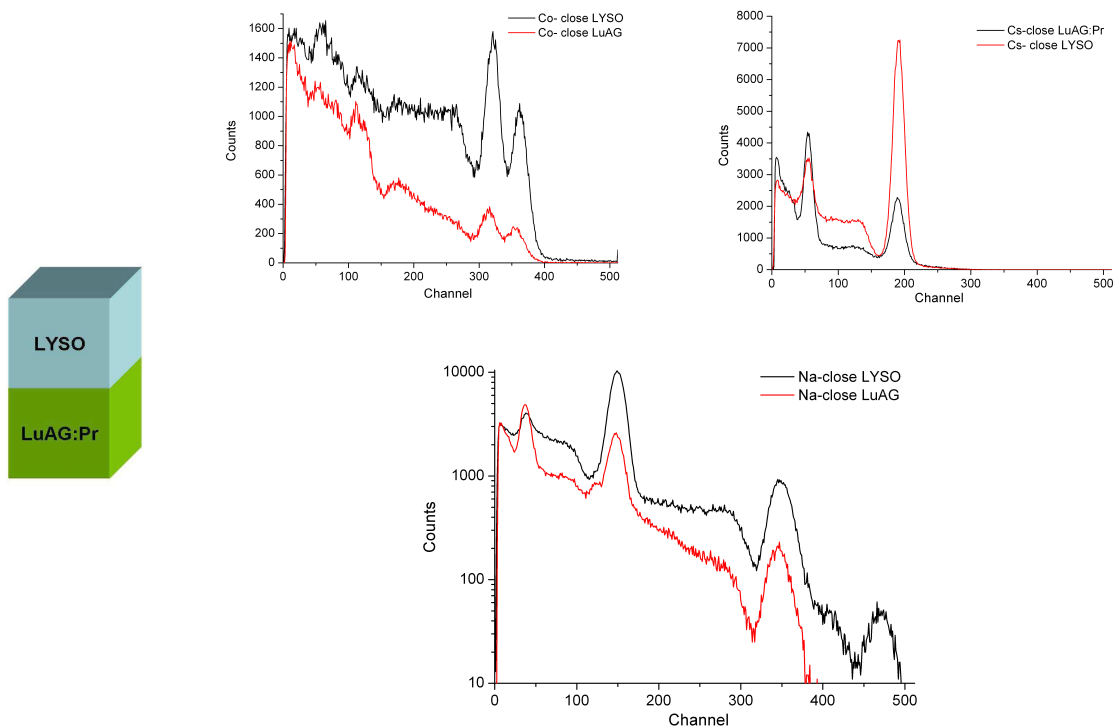 Co- close LYSO
Co- close LuAG
Counts
1600
1400
1200
1000
800
600
400
200
0
0 100 200 300 400 500
Channel
Cs-close LuAG:Pr
Cs- close LYSO
Counts
8000
7000
6000
5000
4000
3000
2000
1000
0
0 100 200 300 400 500
Channel
LYSO
LuAG:Pr
Na-close LYSO
Na-close LuAG
Counts
10000
1000
100
10
0 100 200 300 400 500
Channel